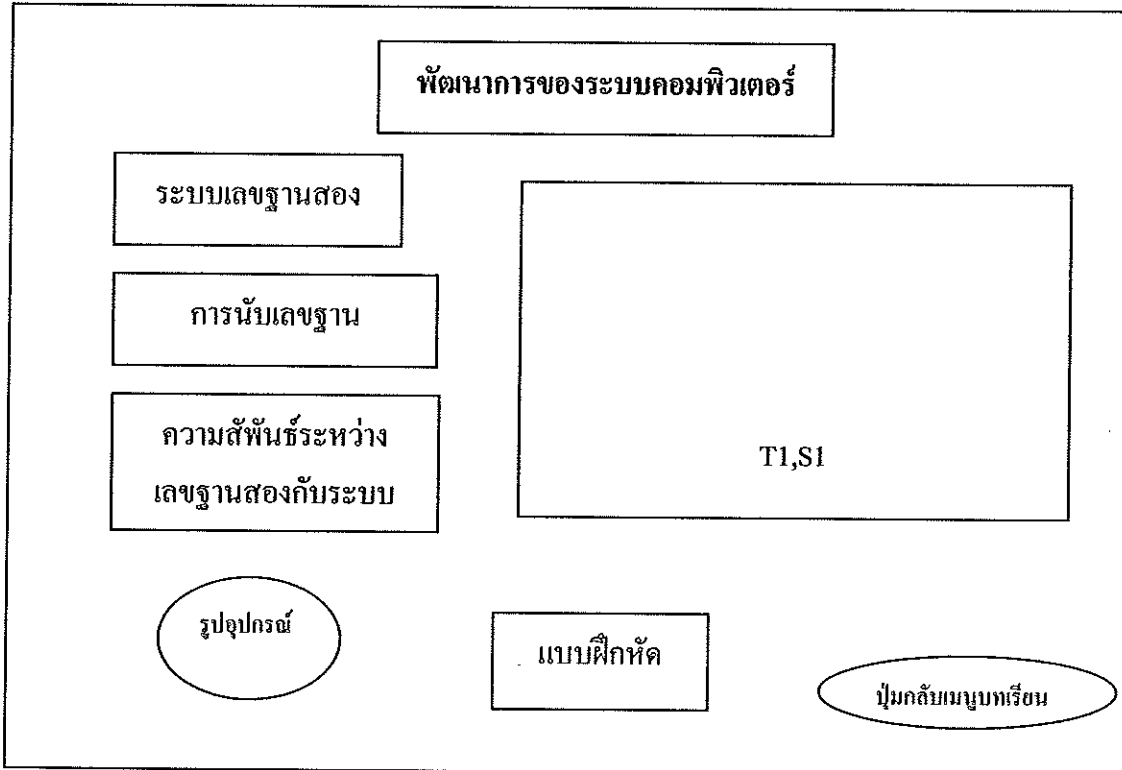 พัฒนาการของระบบคอมพิวเตอร์
ระบบเลขฐานสอง
การนับเลขฐาน
ความสัพันธ์ระหว่าง
เลขฐานสองกับระบบ
T1,S1
รูปอุปกรณ์
แบบฝึกหัด
ปุ่มกลับเมนูบทเรียน